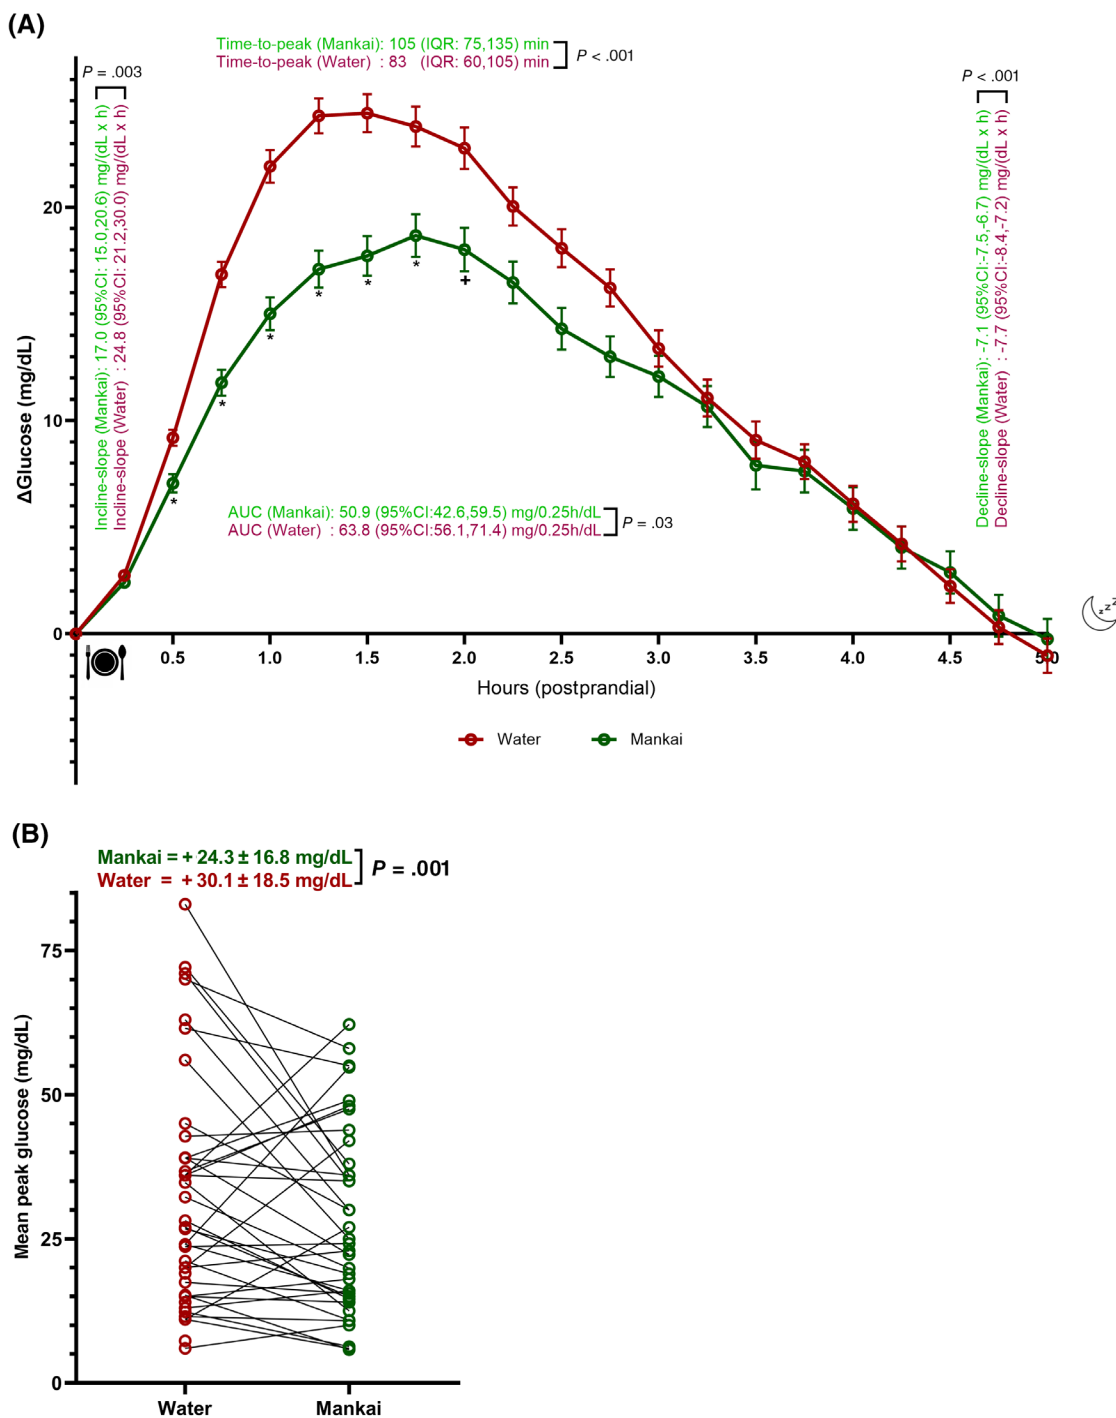 (A)
Time-to-peak (Mankai): 105 (IQR: 75,135) min
Time-to-peak (Water) : 83 (IQR: 60,105) min
P < .001
P = .003
P < .001
Incline-slope (Mankai): 17.0 (95%CI: 15.0,20.6) mg/(dL x h)
Incline-slope (Water) : 24.8 (95%CI: 21.2,30.0) mg/(dL x h)
Decline-slope (Mankai): -7.1 (95%CI:-7.5,-6.7) mg/(dL x h)
Decline-slope (Water) : -7.7 (95%CI:-8.4,-7.2) mg/(dL x h)
ΔGlucose (mg/dL)
20
10
0
* * * * * * +
AUC (Mankai): 50.9 (95%CI:42.6,59.5) mg/0.25h/dL
AUC (Water) : 63.8 (95%CI:56.1,71.4) mg/0.25h/dL
P = .03
zzZ
0.5 1.0 1.5 2.0 2.5 3.0 3.5 4.0 4.5 5.0
Hours (postprandial)
Water Mankai
(B)
Mankai = + 24.3 ± 16.8 mg/dL
Water = + 30.1 ± 18.5 mg/dL
P = .001
Mean peak glucose (mg/dL)
75
50
25
0
Water Mankai